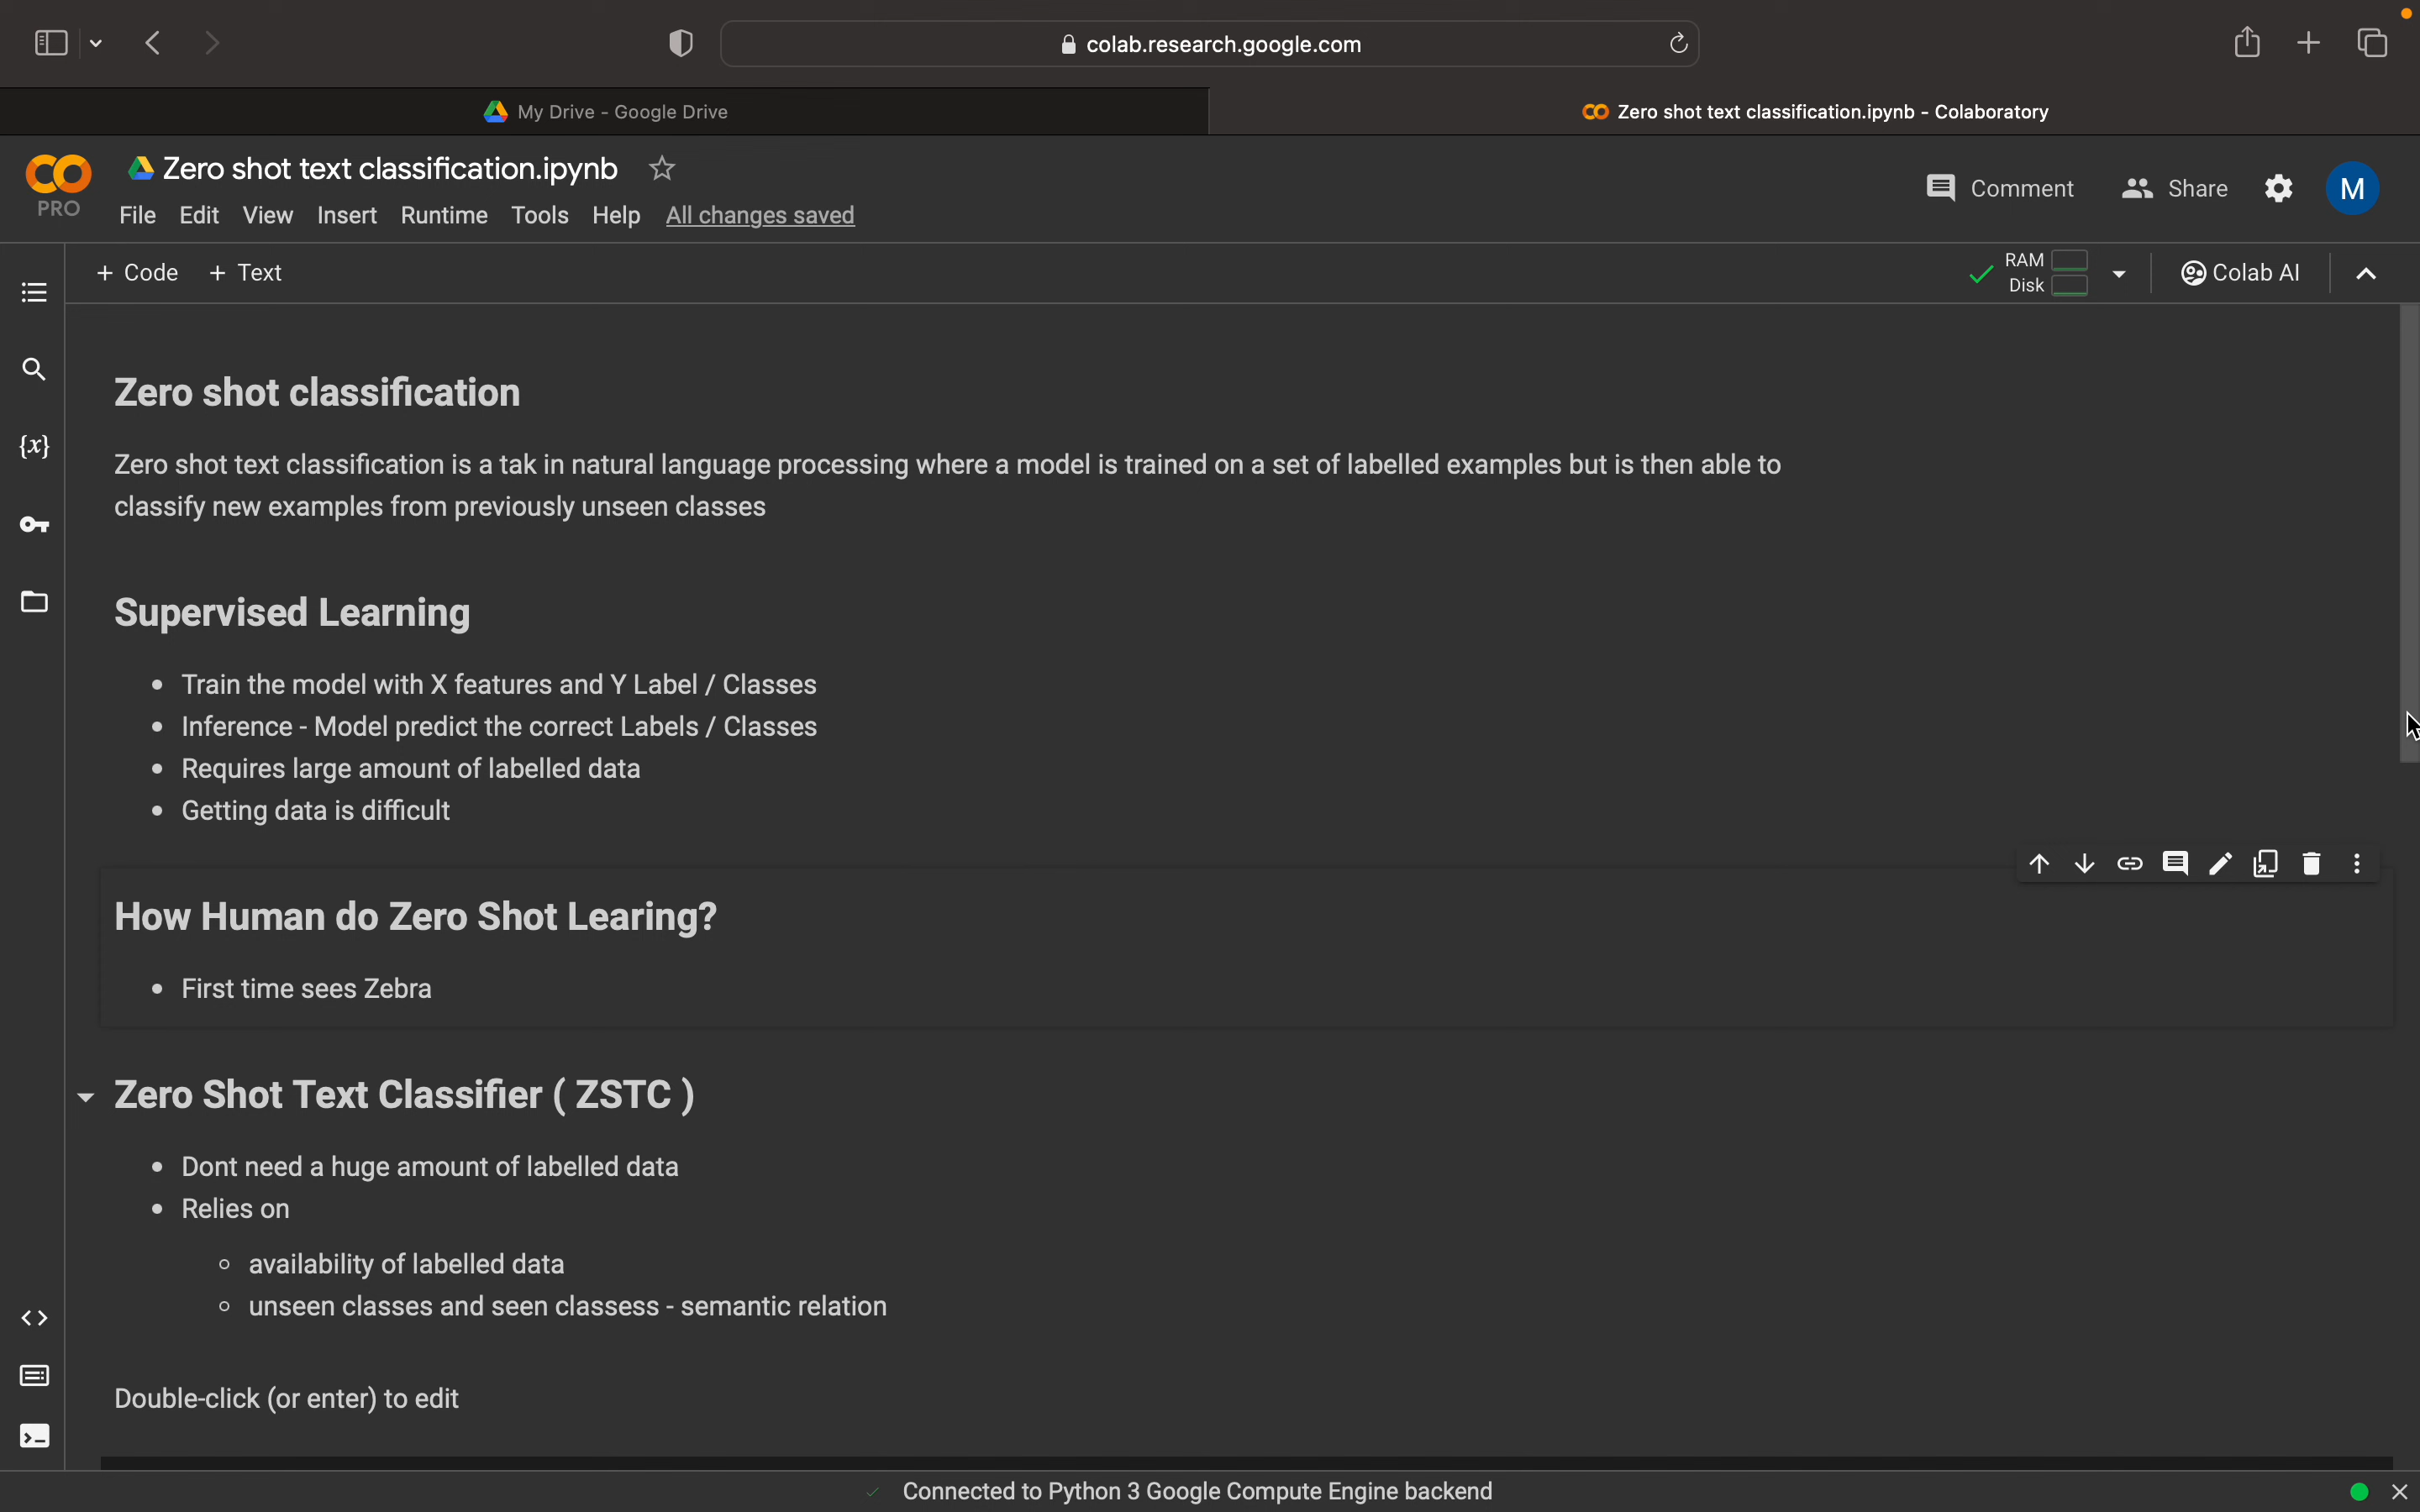 colab.research.google.com
My Drive - Google Drive
Zero shot text classification.ipynb - Colaboratory
Zero shot text classification.ipynb
PRO
File Edit View Insert Runtime Tools Help All changes saved
Comment Share M
+ Code + Text
RAM
Disk
Colab AI
{x}
Zero shot classification
Zero shot text classification is a tak in natural language processing where a model is trained on a set of labelled examples but is then able to
classify new examples from previously unseen classes
Supervised Learning
• Train the model with X features and Y Label / Classes
• Inference - Model predict the correct Labels / Classes
• Requires large amount of labelled data
• Getting data is difficult
How Human do Zero Shot Learing?
• First time sees Zebra
Zero Shot Text Classifier ( ZSTC )
• Dont need a huge amount of labelled data
• Relies on
◦ availability of labelled data
◦ unseen classes and seen classess - semantic relation
Double-click (or enter) to edit
Connected to Python 3 Google Compute Engine backend